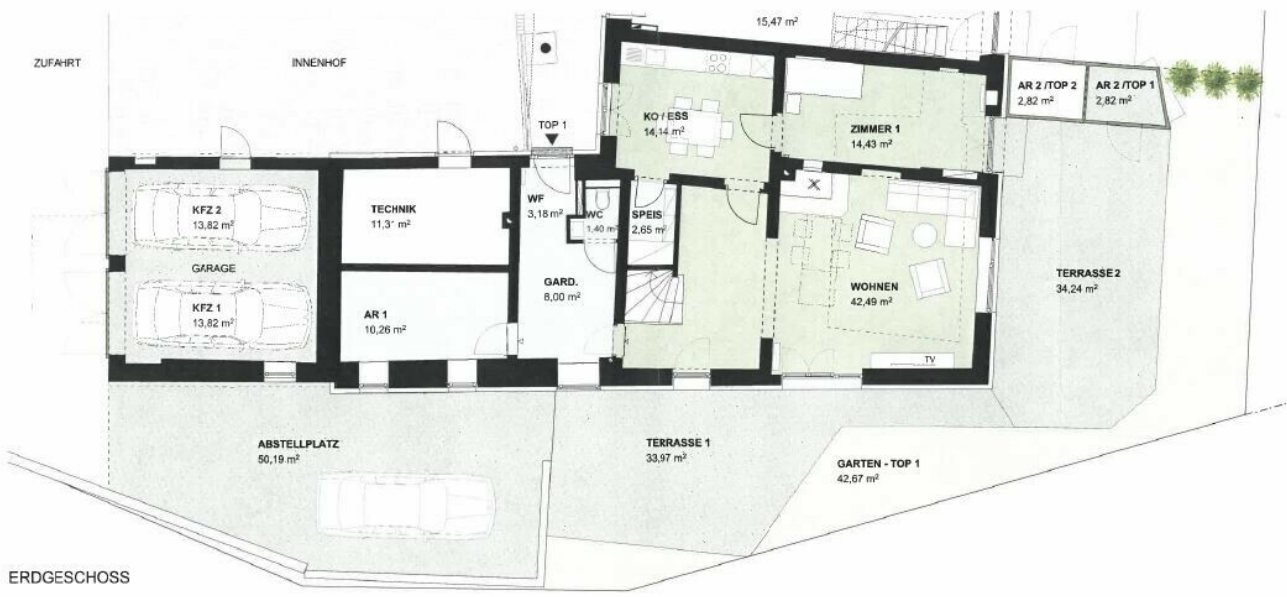 15,47 m²
ZUFAHRT
INNENHOF
AR 2 /TOP 2
2,82 m²
AR 2 /TOP 1
2,82 m²
TOP 1
KO / ESS
14,14 m²
ZIMMER 1
14,43 m²
KFZ 2
13,82 m²
TECHNIK
11,31 m²
WF
3,18 m²
WC
1,40 m²
SPEIS
2,65 m²
GARAGE
GARD.
8,00 m²
WOHNEN
42,49 m²
TERRASSE 2
34,24 m²
KFZ 1
13,82 m²
AR 1
10,26 m²
TV
ABSTELLPLATZ
50,19 m²
TERRASSE 1
33,97 m²
GARTEN - TOP 1
42,67 m²
ERDGESCHOSS